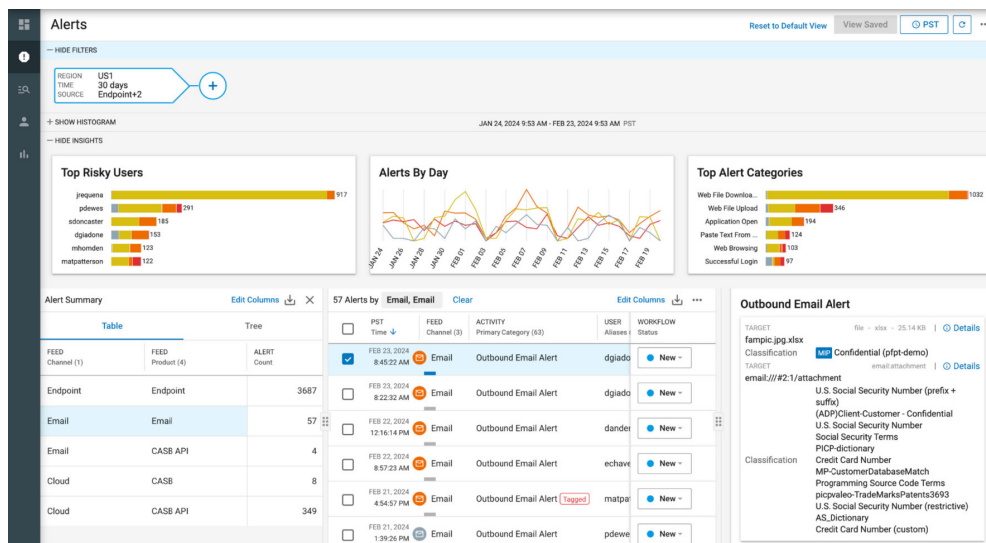 Alerts
Reset to Default View
View Saved
PST
HIDE FILTERS
REGION US1
TIME 30 days
SOURCE Endpoint+2
SHOW HISTOGRAM
JAN 24, 2024 9:53 AM - FEB 23, 2024 9:53 AM PST
HIDE INSIGHTS
Top Risky Users
jrequena 917
pdewes 291
sdoncaster 185
dgiadone 153
mhomden 123
matpatterson 122
Alerts By Day
JAN 24 JAN 26 JAN 28 JAN 30 FEB 01 FEB 03 FEB 05 FEB 07 FEB 09 FEB 11 FEB 13 FEB 15 FEB 17 FEB 19
Top Alert Categories
Web File Downloa... 1032
Web File Upload 346
Application Open 194
Paste Text From ... 124
Web Browsing 103
Successful Login 97
Alert Summary Edit Columns
Table Tree
FEED FEED ALERT
Channel (1) Product (4) Count
Endpoint Endpoint 3687
Email Email 57
Email CASB API 4
Cloud CASB 8
Cloud CASB API 349
57 Alerts by Email, Email Clear Edit Columns
PST FEED ACTIVITY USER WORKFLOW
Time Channel (3) Primary Category (63) Aliases Status
FEB 23, 2024
8:45:22 AM Email Outbound Email Alert dgiado New
FEB 23, 2024
8:22:32 AM Email Outbound Email Alert dgiado New
FEB 22, 2024
12:16:14 PM Email Outbound Email Alert dander New
FEB 22, 2024
8:57:23 AM Email Outbound Email Alert echave New
FEB 21, 2024
4:54:57 PM Email Outbound Email Alert Tagged matpa New
FEB 21, 2024
1:39:26 PM Email Outbound Email Alert pdewe New
Outbound Email Alert
TARGET file - xlsx - 25.14 KB Details
fampic.jpg.xlsx
Classification MIP Confidential (pfpt-demo)
TARGET email:attachment Details
email:///#2:1/attachment
U.S. Social Security Number (prefix +
suffix)
(ADP)Client-Customer - Confidential
U.S. Social Security Number
Social Security Terms
PICP-dictionary
Classification Credit Card Number
MP-CustomerDatabaseMatch
Programming Source Code Terms
picpvaleo-TradeMarksPatents3693
U.S. Social Security Number (restrictive)
AS_Dictionary
Credit Card Number (custom)